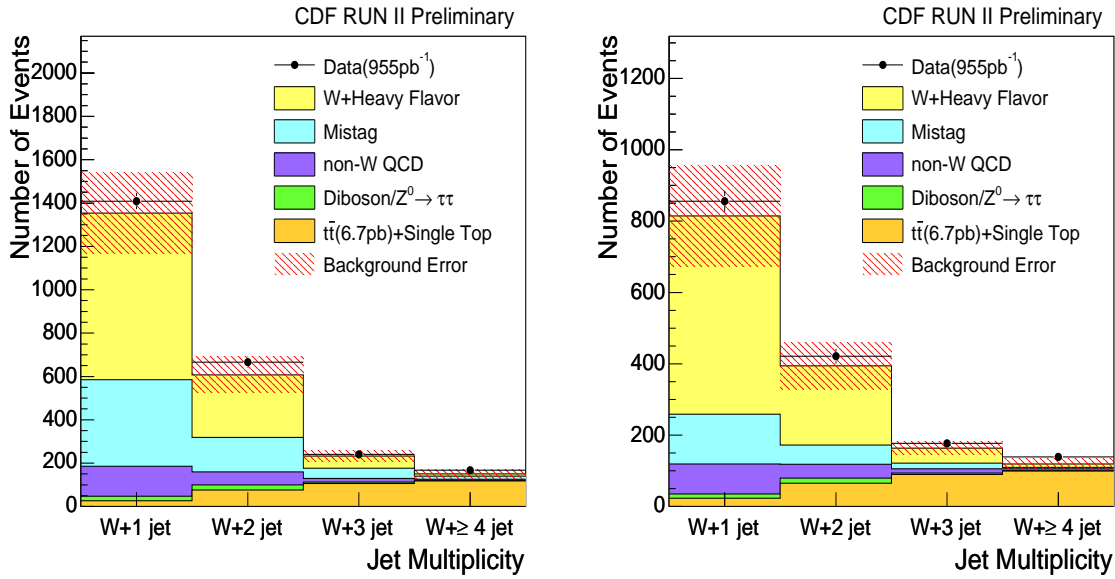 CDF RUN II Preliminary
Number of Events
2000
1800
1600
1400
1200
1000
800
600
400
200
0
Data(955pb⁻¹)
W+Heavy Flavor
Mistag
non-W QCD
Diboson/Z⁰→ ττ
tt̄(6.7pb)+Single Top
Background Error
W+1 jet
W+2 jet
W+3 jet
W+≥ 4 jet
Jet Multiplicity
CDF RUN II Preliminary
Number of Events
1200
1000
800
600
400
200
0
Data(955pb⁻¹)
W+Heavy Flavor
Mistag
non-W QCD
Diboson/Z⁰→ ττ
tt̄(6.7pb)+Single Top
Background Error
W+1 jet
W+2 jet
W+3 jet
W+≥ 4 jet
Jet Multiplicity